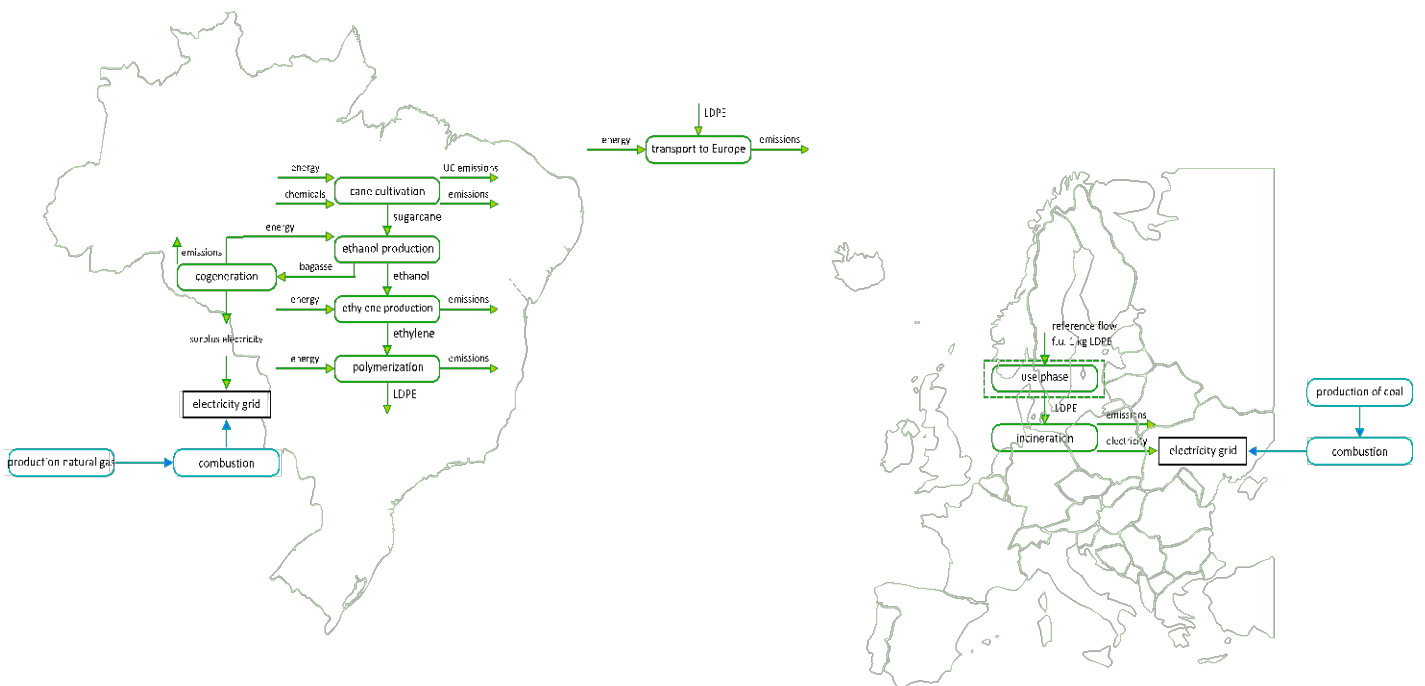 LDPE
energy
transport to Europe
emissions
energy
UC emissions
chemicals
cane cultivation
emissions
sugarcane
energy
emissions
ethanol production
cogeneration
bagasse
ethanol
energy
ethylene production
emissions
surplus electricity
ethylene
energy
polymerization
emissions
LDPE
electricity grid
production natural gas
combustion
reference flow
f.u. 1 kg LDPE
use phase
LDPE
emissions
incineration
electricity
electricity grid
production of coal
combustion